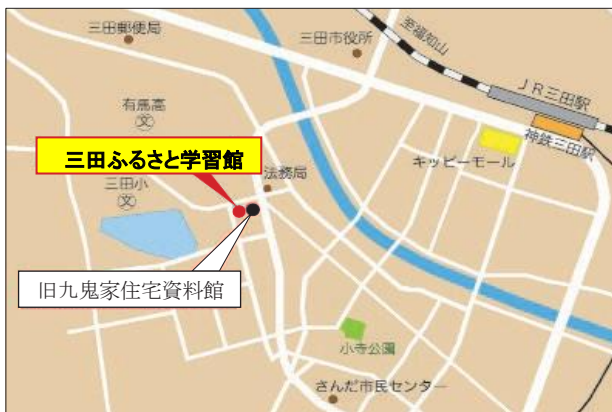 三田郵便局
三田市役所
至福知山
JR三田駅
神鉄三田駅
有馬高
文
キッピーモール
三田ふるさと学習館
法務局
三田小
文
旧九鬼家住宅資料館
小寺公園
さんだ市民センター